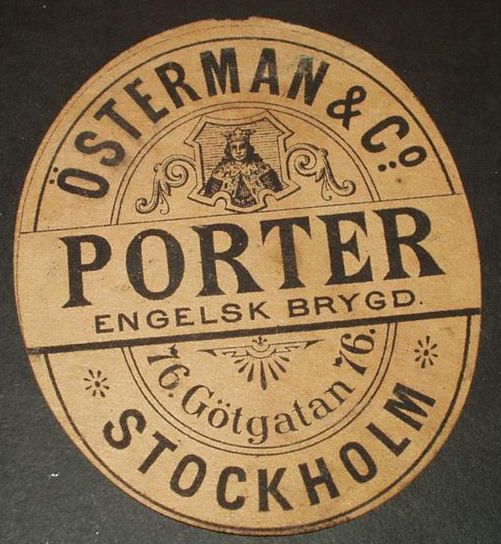 ÖSTERMAN & Cº
PORTER
ENGELSK BRYGD.
76. Götgatan 76.
STOCKHOLM